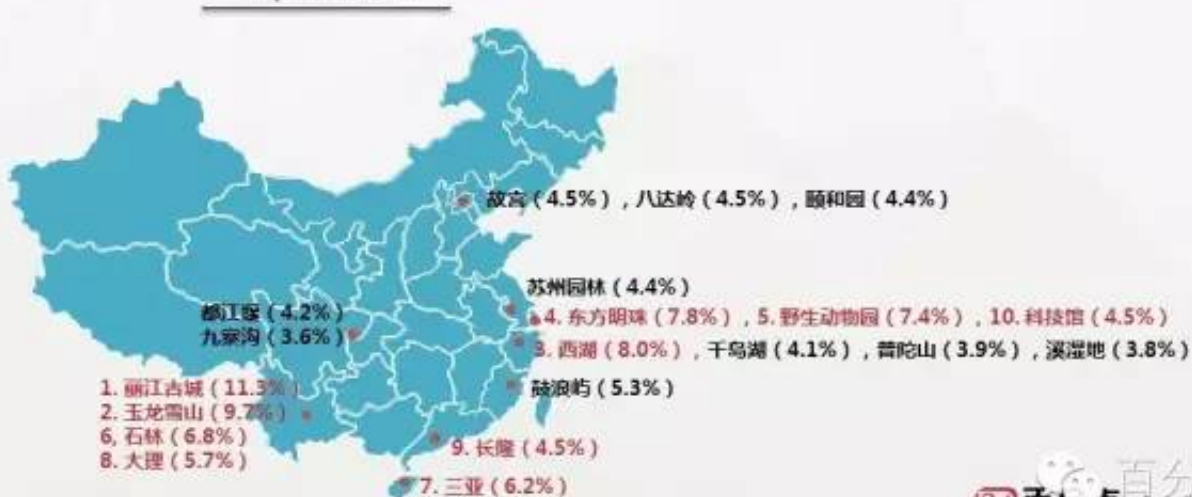 故宫（4.5%），八达岭（4.5%），颐和园（4.4%）
苏州园林（4.4%）
都江堰（4.2%）
4. 东方明珠（7.8%），5. 野生动物园（7.4%），10. 科技馆（4.5%）
九寨沟（3.6%）
3. 西湖（8.0%），千岛湖（4.1%），普陀山（3.9%），溪湿地（3.8%）
1. 丽江古城（11.3%）
鼓浪屿（5.3%）
2. 玉龙雪山（9.7%）
6, 石林（6.8%）
9. 长隆（4.5%）
8. 大理（5.7%）
7. 三亚（6.2%）
百分